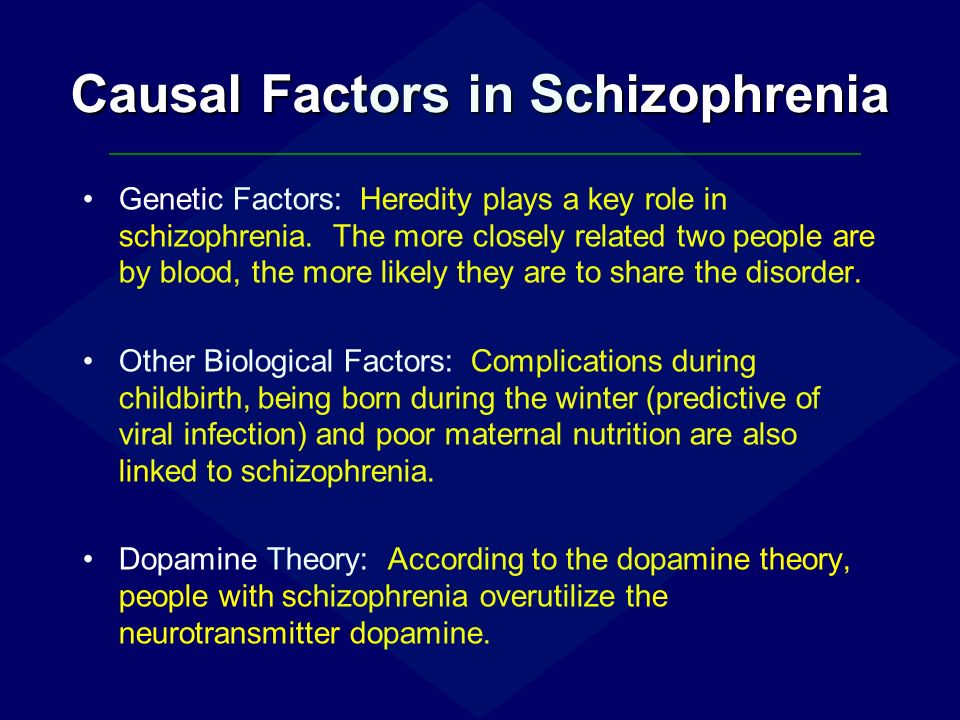 Causal Factors in Schizophrenia
• Genetic Factors:  Heredity plays a key role in
schizophrenia.  The more closely related two people are
by blood, the more likely they are to share the disorder.
• Other Biological Factors:  Complications during
childbirth, being born during the winter (predictive of
viral infection) and poor maternal nutrition are also
linked to schizophrenia.
• Dopamine Theory:  According to the dopamine theory,
people with schizophrenia overutilize the
neurotransmitter dopamine.